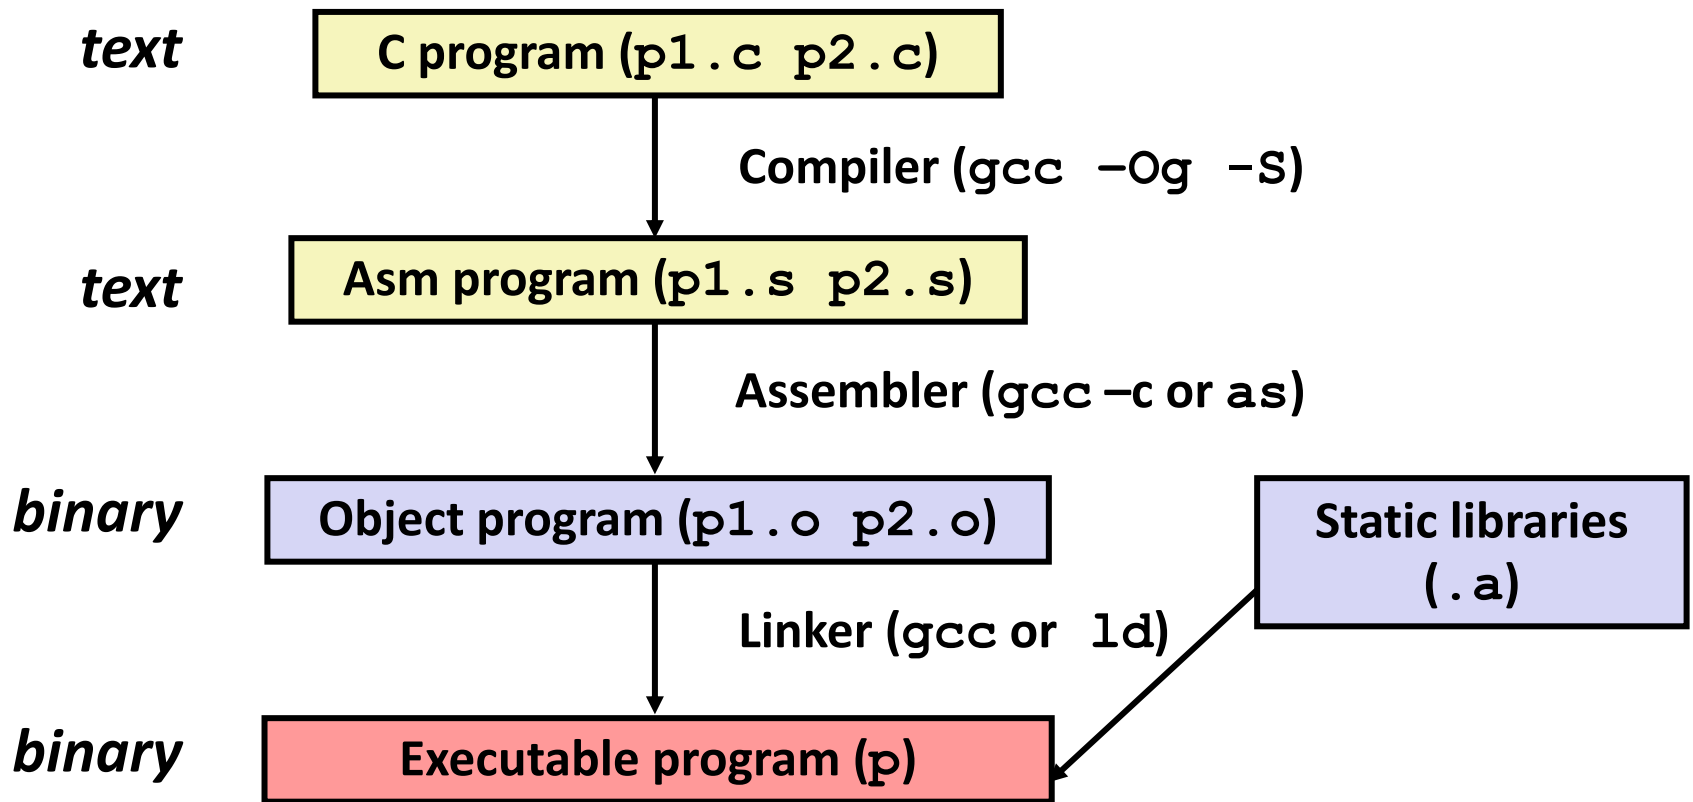 text
C program (p1.c p2.c)
Compiler (gcc –Og -S)
text
Asm program (p1.s p2.s)
Assembler (gcc –c or as)
binary
Object program (p1.o p2.o)
Static libraries
(.a)
Linker (gcc or ld)
binary
Executable program (p)